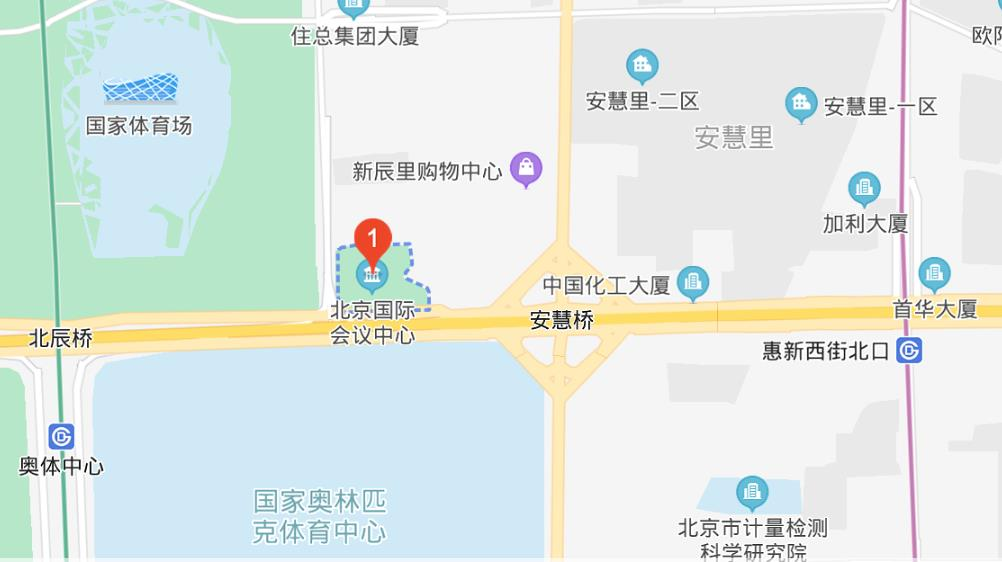 住总集团大厦
国家体育场
安慧里-二区
安慧里-一区
安慧里
新辰里购物中心
加利大厦
1
北京国际
会议中心
中国化工大厦
首华大厦
北辰桥
安慧桥
惠新西街北口
奥体中心
国家奥林匹
克体育中心
北京市计量检测
科学研究院